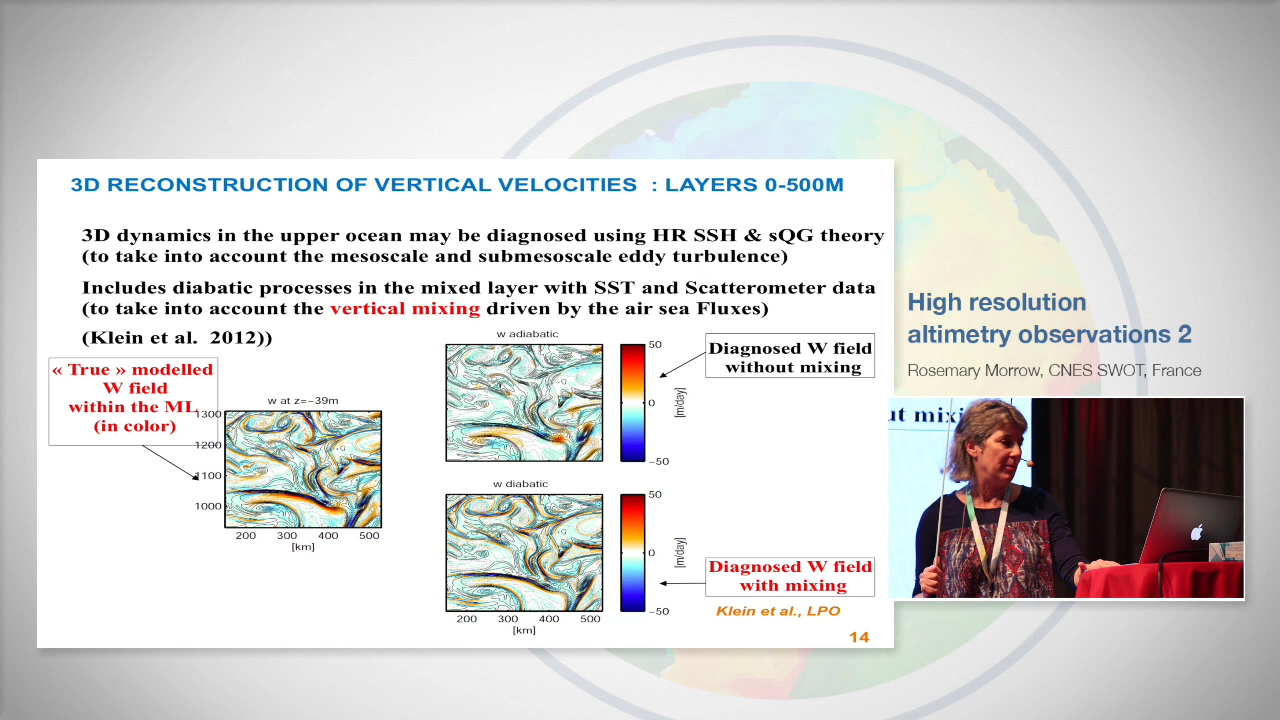 3D RECONSTRUCTION OF VERTICAL VELOCITIES : LAYERS 0-500M
3D dynamics in the upper ocean may be diagnosed using HR SSH & sQG theory
(to take into account the mesoscale and submesoscale eddy turbulence)
Includes diabatic processes in the mixed layer with SST and Scatterometer data
(to take into account the vertical mixing driven by the air sea Fluxes)
(Klein et al. 2012))
« True » modelled
W field
within the ML
(in color)
w at z=-39m
1300
1200
1100
1000
200 300 400 500
[km]
w adiabatic
50
0
-50
[m/day]
Diagnosed W field
without mixing
w diabatic
50
0
-50
[m/day]
200 300 400 500
[km]
Diagnosed W field
with mixing
Klein et al., LPO
14
High resolution
altimetry observations 2
Rosemary Morrow, CNES SWOT, France
ut mixi